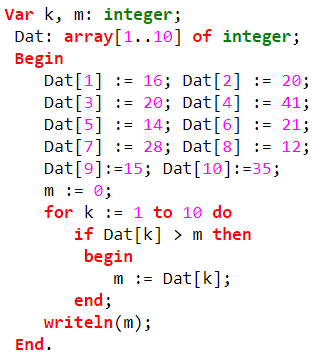 Var k, m: integer;
Dat: array[1..10] of integer;
Begin
Dat[1] := 16; Dat[2] := 20;
Dat[3] := 20; Dat[4] := 41;
Dat[5] := 14; Dat[6] := 21;
Dat[7] := 28; Dat[8] := 12;
Dat[9]:=15; Dat[10]:=35;
m := 0;
for k := 1 to 10 do
if Dat[k] > m then
begin
m := Dat[k];
end;
writeln(m);
End.